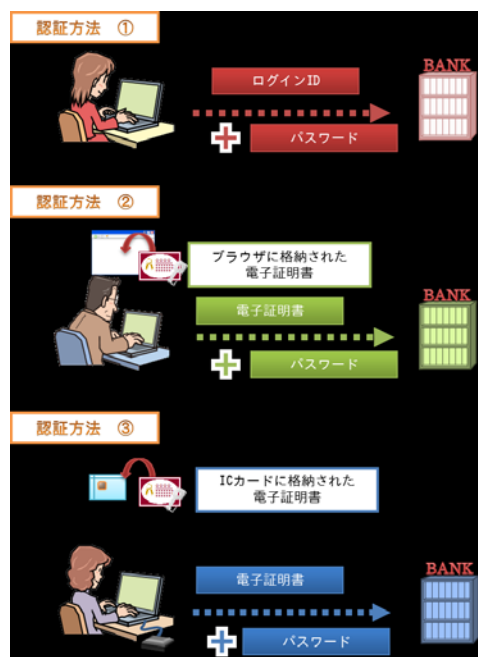 認証方法 ①
BANK
ログインID
パスワード
認証方法 ②
ブラウザに格納された
電子証明書
BANK
電子証明書
パスワード
認証方法 ③
ICカードに格納された
電子証明書
BANK
電子証明書
パスワード